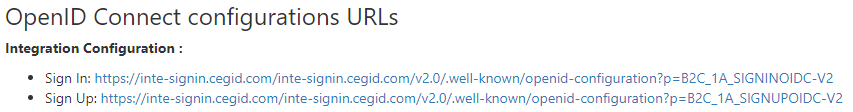 OpenID Connect configurations URLs
Integration Configuration :
• Sign In: https://inte-signin.cegid.com/inte-signin.cegid.com/v2.0/.well-known/openid-configuration?p=B2C_1A_SIGNINOIDC-V2
• Sign Up: https://inte-signin.cegid.com/inte-signin.cegid.com/v2.0/.well-known/openid-configuration?p=B2C_1A_SIGNUPOIDC-V2